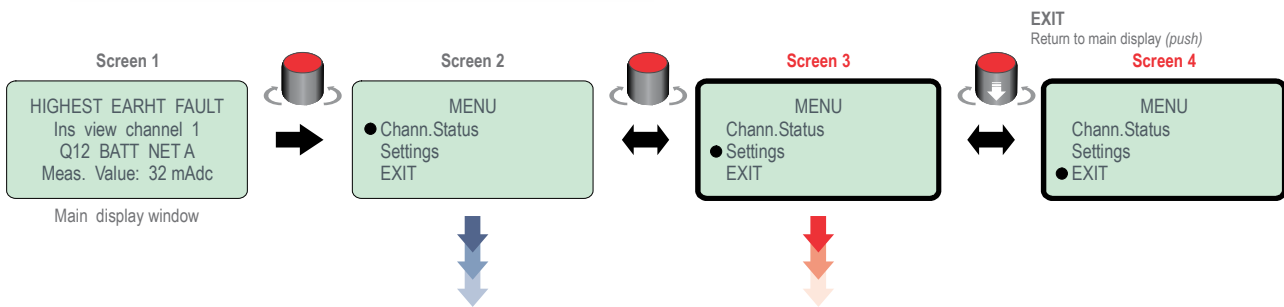 EXIT
Return to main display (push)
Screen 1
Screen 2
Screen 3
Screen 4
HIGHEST EARHT FAULT
Ins view channel 1
Q12 BATT NET A
Meas. Value: 32 mAdc
Main display window
MENU
Chann.Status
Settings
EXIT
MENU
Chann.Status
Settings
EXIT
MENU
Chann.Status
Settings
EXIT